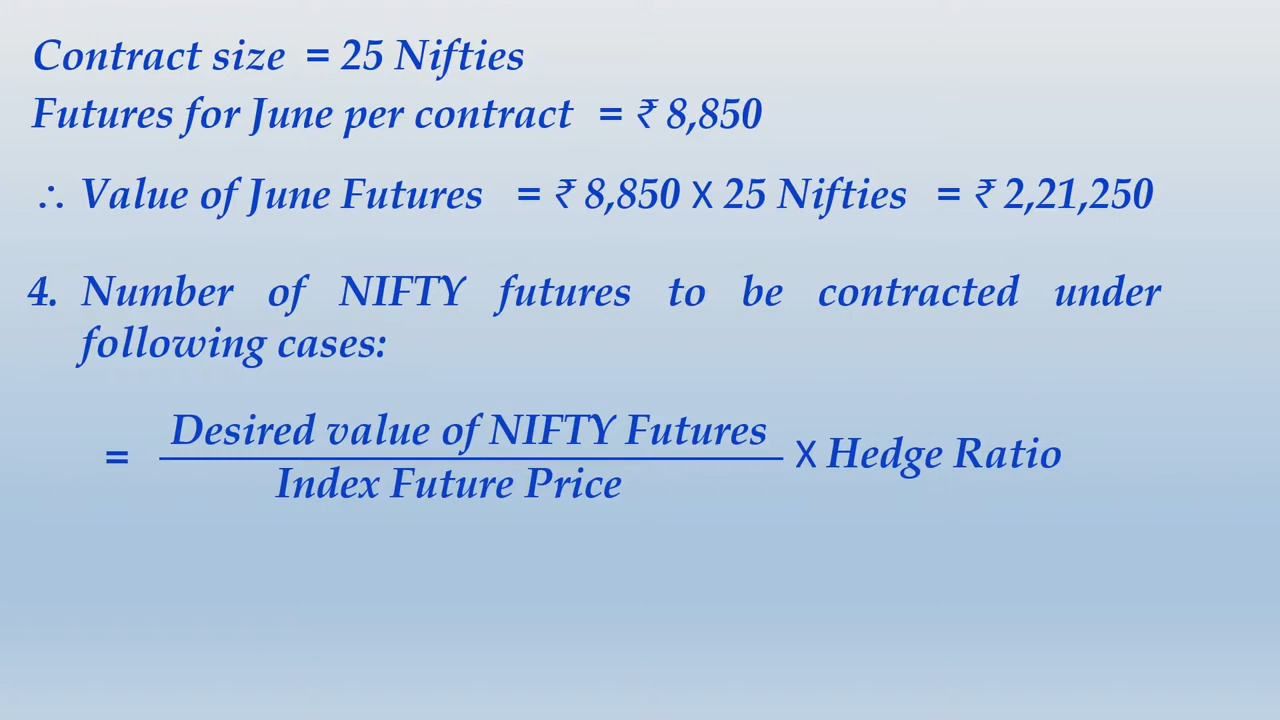 Contract size = 25 Nifties
Futures for June per contract = ₹ 8,850
∴ Value of June Futures = ₹ 8,850 X 25 Nifties = ₹ 2,21,250
4. Number of NIFTY futures to be contracted under
following cases:
Desired value of NIFTY Futures
= X Hedge Ratio
Index Future Price